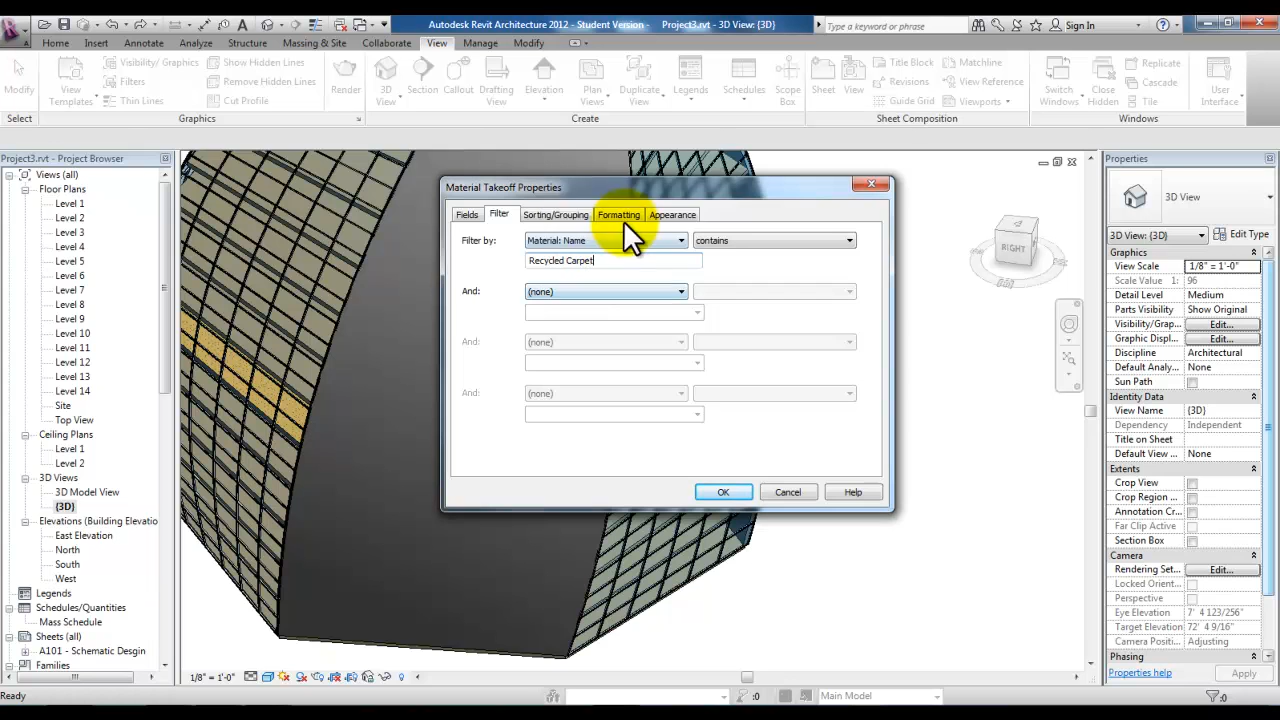 Autodesk Revit Architecture 2012 - Student Version - Project3.rvt - 3D View: {3D}
Type a keyword or phrase
Sign In
Home Insert Annotate Analyze Structure Massing & Site Collaborate View Manage Modify
Modify
View Templates
Visibility/ Graphics
Filters
Thin Lines
Show Hidden Lines
Remove Hidden Lines
Cut Profile
Render
3D View
Section
Callout
Drafting View
Elevation
Plan Views
Duplicate View
Legends
Schedules
Scope Box
Sheet
View
Title Block
Revisions
Guide Grid
Matchline
View Reference
Viewports
Switch Windows
Close Hidden
Replicate
Cascade
Tile
User Interface
Select Graphics Create Sheet Composition Windows
Project3.rvt - Project Browser
Views (all)
Floor Plans
Level 1
Level 2
Level 3
Level 4
Level 5
Level 6
Level 7
Level 8
Level 9
Level 10
Level 11
Level 12
Level 13
Level 14
Site
Top View
Ceiling Plans
Level 1
Level 2
3D Views
3D Model View
{3D}
Elevations (Building Elevatio
East Elevation
North
South
West
Legends
Schedules/Quantities
Mass Schedule
Sheets (all)
A101 - Schematic Desgin
Families
Material Takeoff Properties
Fields Filter Sorting/Grouping Formatting Appearance
Filter by: Material: Name contains
Recycled Carpet
And: (none)
And: (none)
And: (none)
OK Cancel Help
RIGHT
Properties
3D View
3D View: {3D} Edit Type
Graphics
View Scale 1/8" = 1'-0"
Scale Value 1: 96
Detail Level Medium
Parts Visibility Show Original
Visibility/Grap... Edit...
Graphic Displ... Edit...
Discipline Architectural
Default Analy... None
Sun Path
Identity Data
View Name {3D}
Dependency Independent
Title on Sheet
Default View ... None
Extents
Crop View
Crop Region ...
Annotation Cr...
Far Clip Active
Section Box
Camera
Rendering Set... Edit...
Locked Orient...
Perspective
Eye Elevation 7' 4 123/256"
Target Elevation 72' 4 9/16"
Camera Positi... Adjusting
Phasing
Properties help Apply
1/8" = 1'-0"
Ready
:0
Main Model
:0